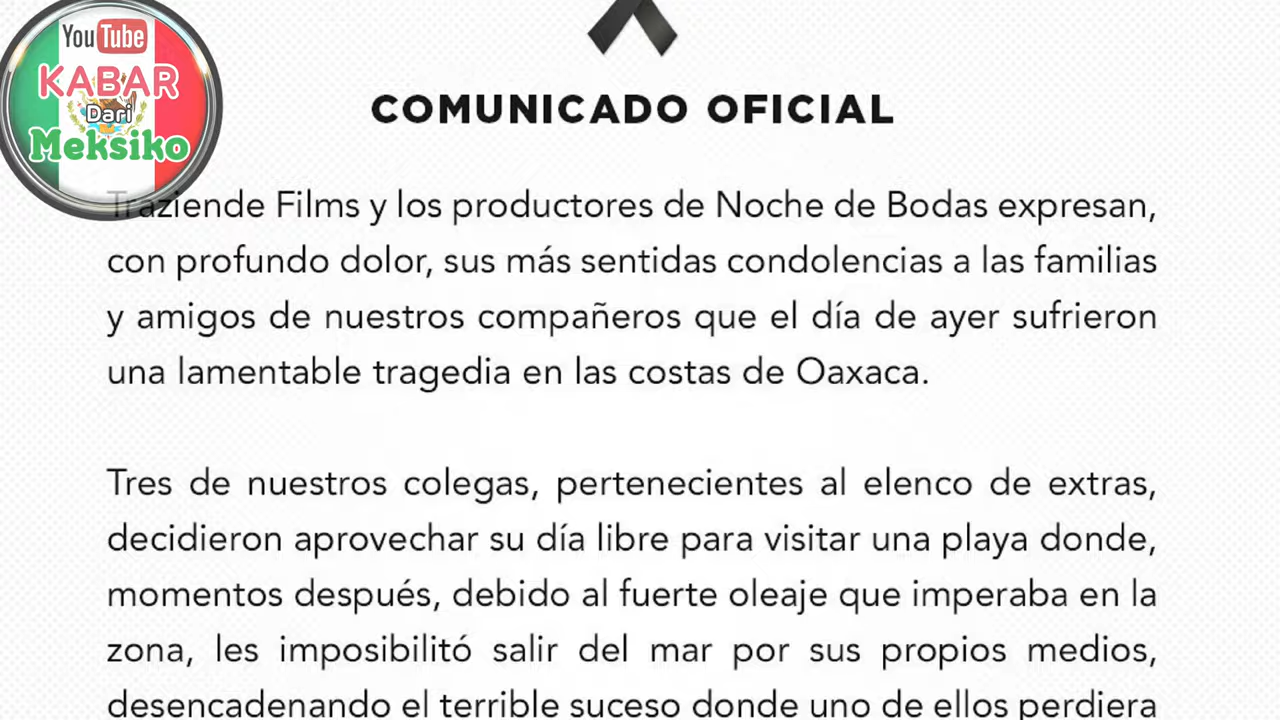 YouTube
KABAR
Dari
Meksiko
COMUNICADO OFICIAL
Traziende Films y los productores de Noche de Bodas expresan,
con profundo dolor, sus más sentidas condolencias a las familias
y amigos de nuestros compañeros que el día de ayer sufrieron
una lamentable tragedia en las costas de Oaxaca.
Tres de nuestros colegas, pertenecientes al elenco de extras,
decidieron aprovechar su día libre para visitar una playa donde,
momentos después, debido al fuerte oleaje que imperaba en la
zona, les imposibilitó salir del mar por sus propios medios,
desencadenando el terrible suceso donde uno de ellos perdiera